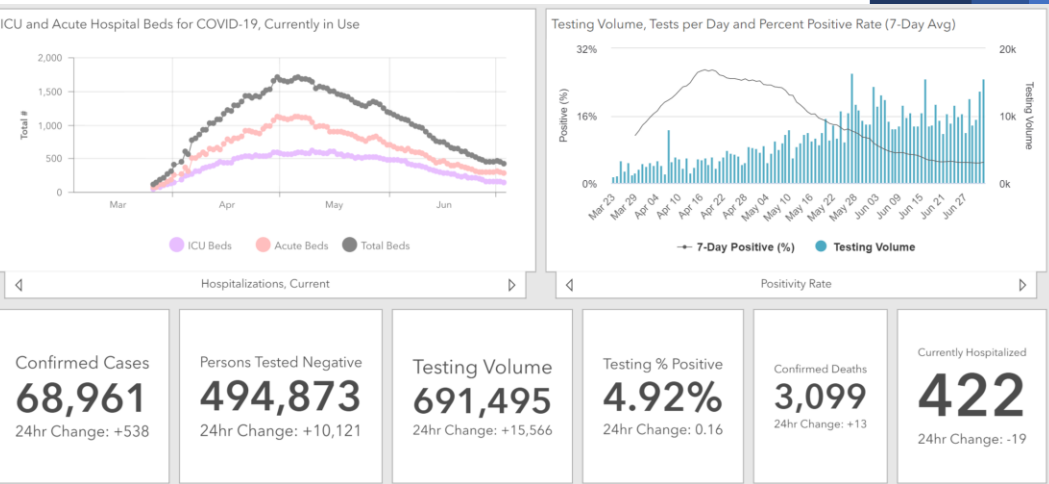 ICU and Acute Hospital Beds for COVID-19, Currently in Use
2,000
1,500
1,000
500
0
Total #
Mar
Apr
May
Jun
ICU Beds
Acute Beds
Total Beds
Hospitalizations, Current
Testing Volume, Tests per Day and Percent Positive Rate (7-Day Avg)
32%
16%
0%
Positive (%)
20k
10k
0k
Testing Volume
Mar 23
Mar 29
Apr 04
Apr 10
Apr 16
Apr 22
Apr 28
May 04
May 10
May 16
May 22
May 28
Jun 03
Jun 09
Jun 15
Jun 21
Jun 27
7-Day Positive (%)
Testing Volume
Positivity Rate
Confirmed Cases
68,961
24hr Change: +538
Persons Tested Negative
494,873
24hr Change: +10,121
Testing Volume
691,495
24hr Change: +15,566
Testing % Positive
4.92%
24hr Change: 0.16
Confirmed Deaths
3,099
24hr Change: +13
Currently Hospitalized
422
24hr Change: -19